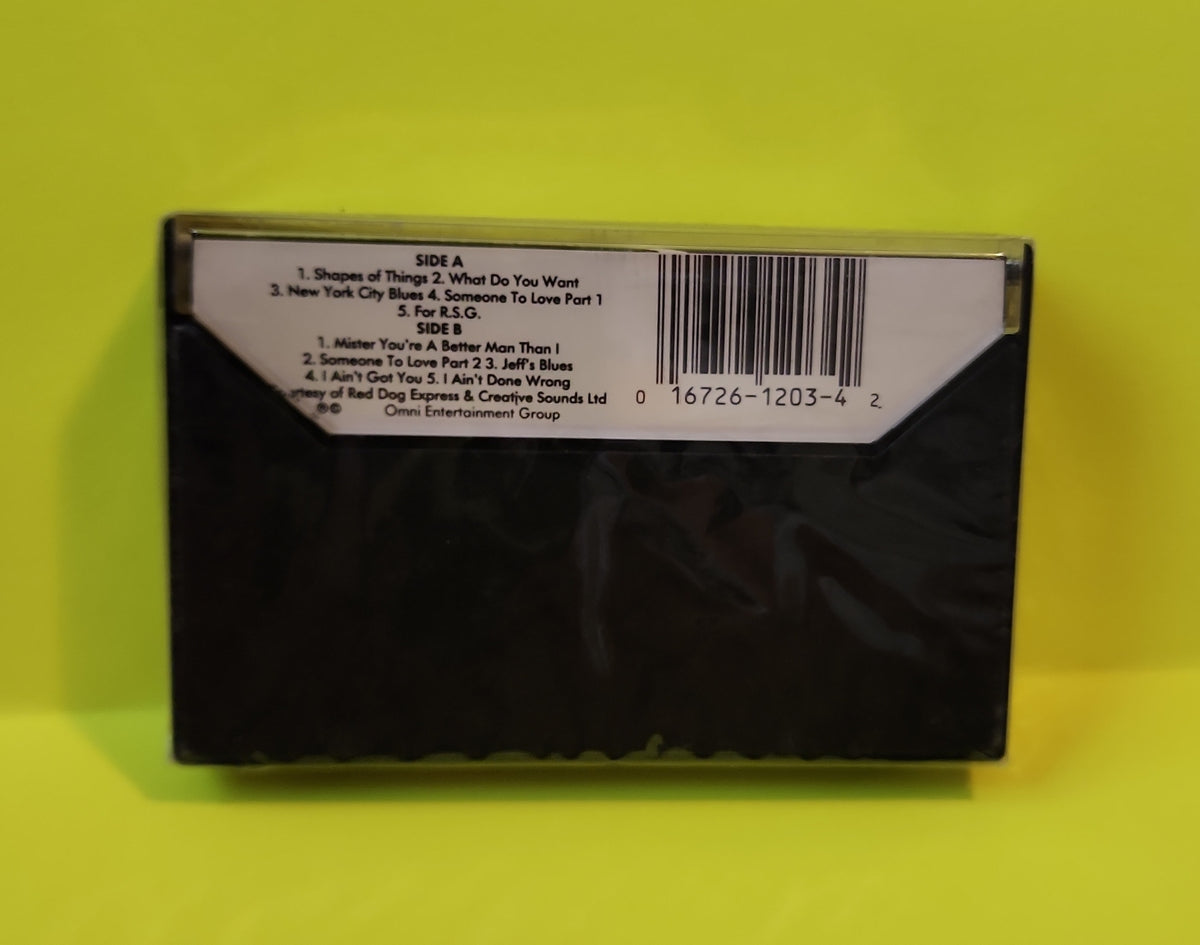 SIDE A
1. Shapes of Things 2. What Do You Want
3. New York City Blues 4. Someone To Love Part 1
5. For R.S.G.
SIDE B
1. Mister You're A Better Man Than I
2. Someone To Love Part 2 3. Jeff's Blues
4. I Ain't Got You 5. I Ain't Done Wrong
of Red Dog Express & Creative Sounds Ltd
℗© Omni Entertainment Group
0 16726-1203-4 2